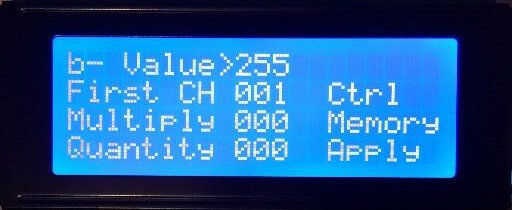 b- Value>255
First CH 001 Ctrl
Multiply 000 Memory
Quantity 000 Apply